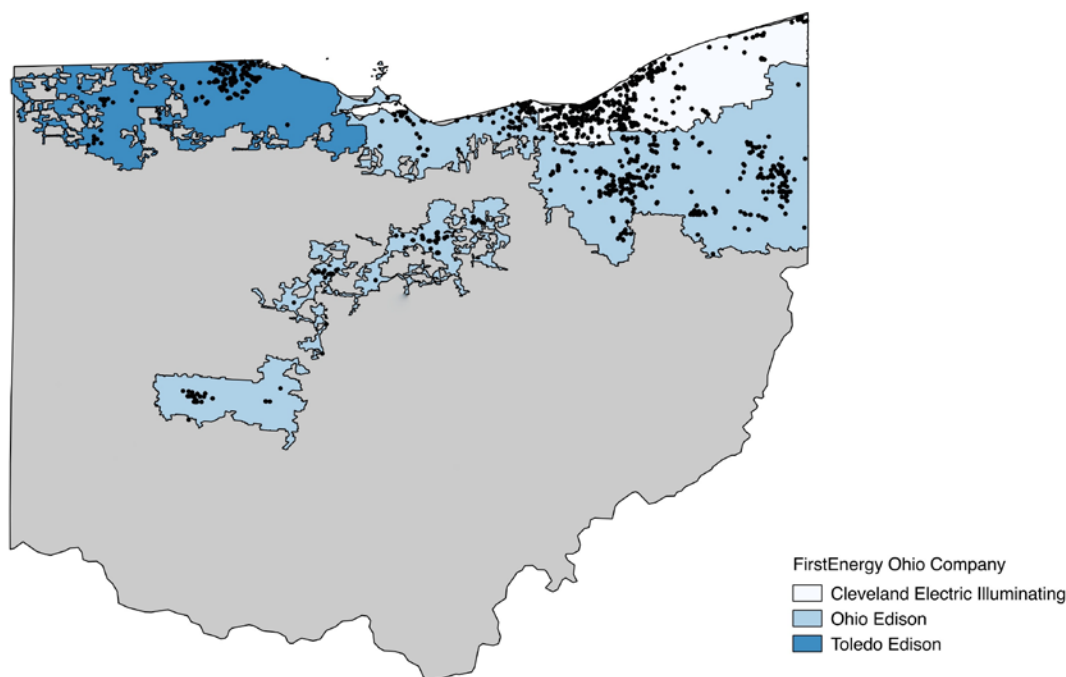 FirstEnergy Ohio Company
Cleveland Electric Illuminating
Ohio Edison
Toledo Edison